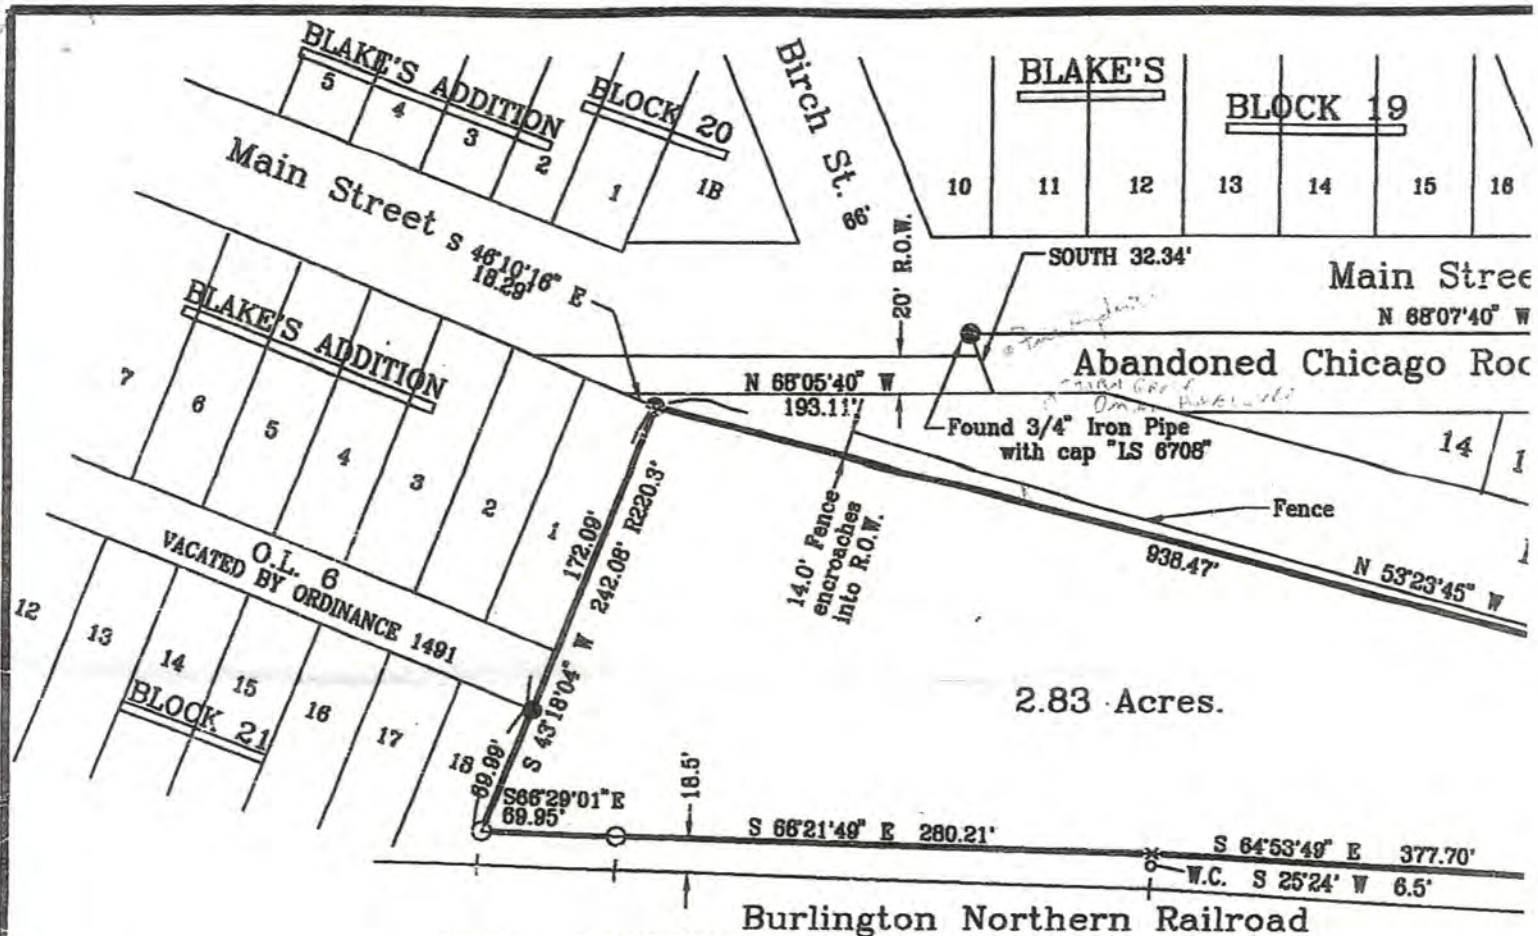 BLAKE'S ADDITION
BLOCK 20
5
4
3
2
1
1B
Birch St.
66'
BLAKE'S
BLOCK 19
10
11
12
13
14
15
16
Main Street
S 46°10'16" E
18.29'
20' R.O.W.
SOUTH 32.34'
Main Stree
N 68°07'40" W
Abandoned Chicago Roc
BLAKE'S ADDITION
7
6
5
4
3
2
1
N 68°05'40" W
193.11'
Found 3/4" Iron Pipe
with cap "LS 6708"
14
Fence
14.0' Fence
encroaches
into R.O.W.
938.47'
N 53°23'45" W
172.09'
242.08' R220.3'
S 43°18'04" W
69.99'
O.L. 6
VACATED BY ORDINANCE 1491
12
13
14
15
16
17
18
BLOCK 21
2.83 Acres.
S66°29'01"E
69.95'
18.5'
S 66°21'49" E 280.21'
S 64°53'49" E 377.70'
W.C. S 25°24' W 6.5'
Burlington Northern Railroad